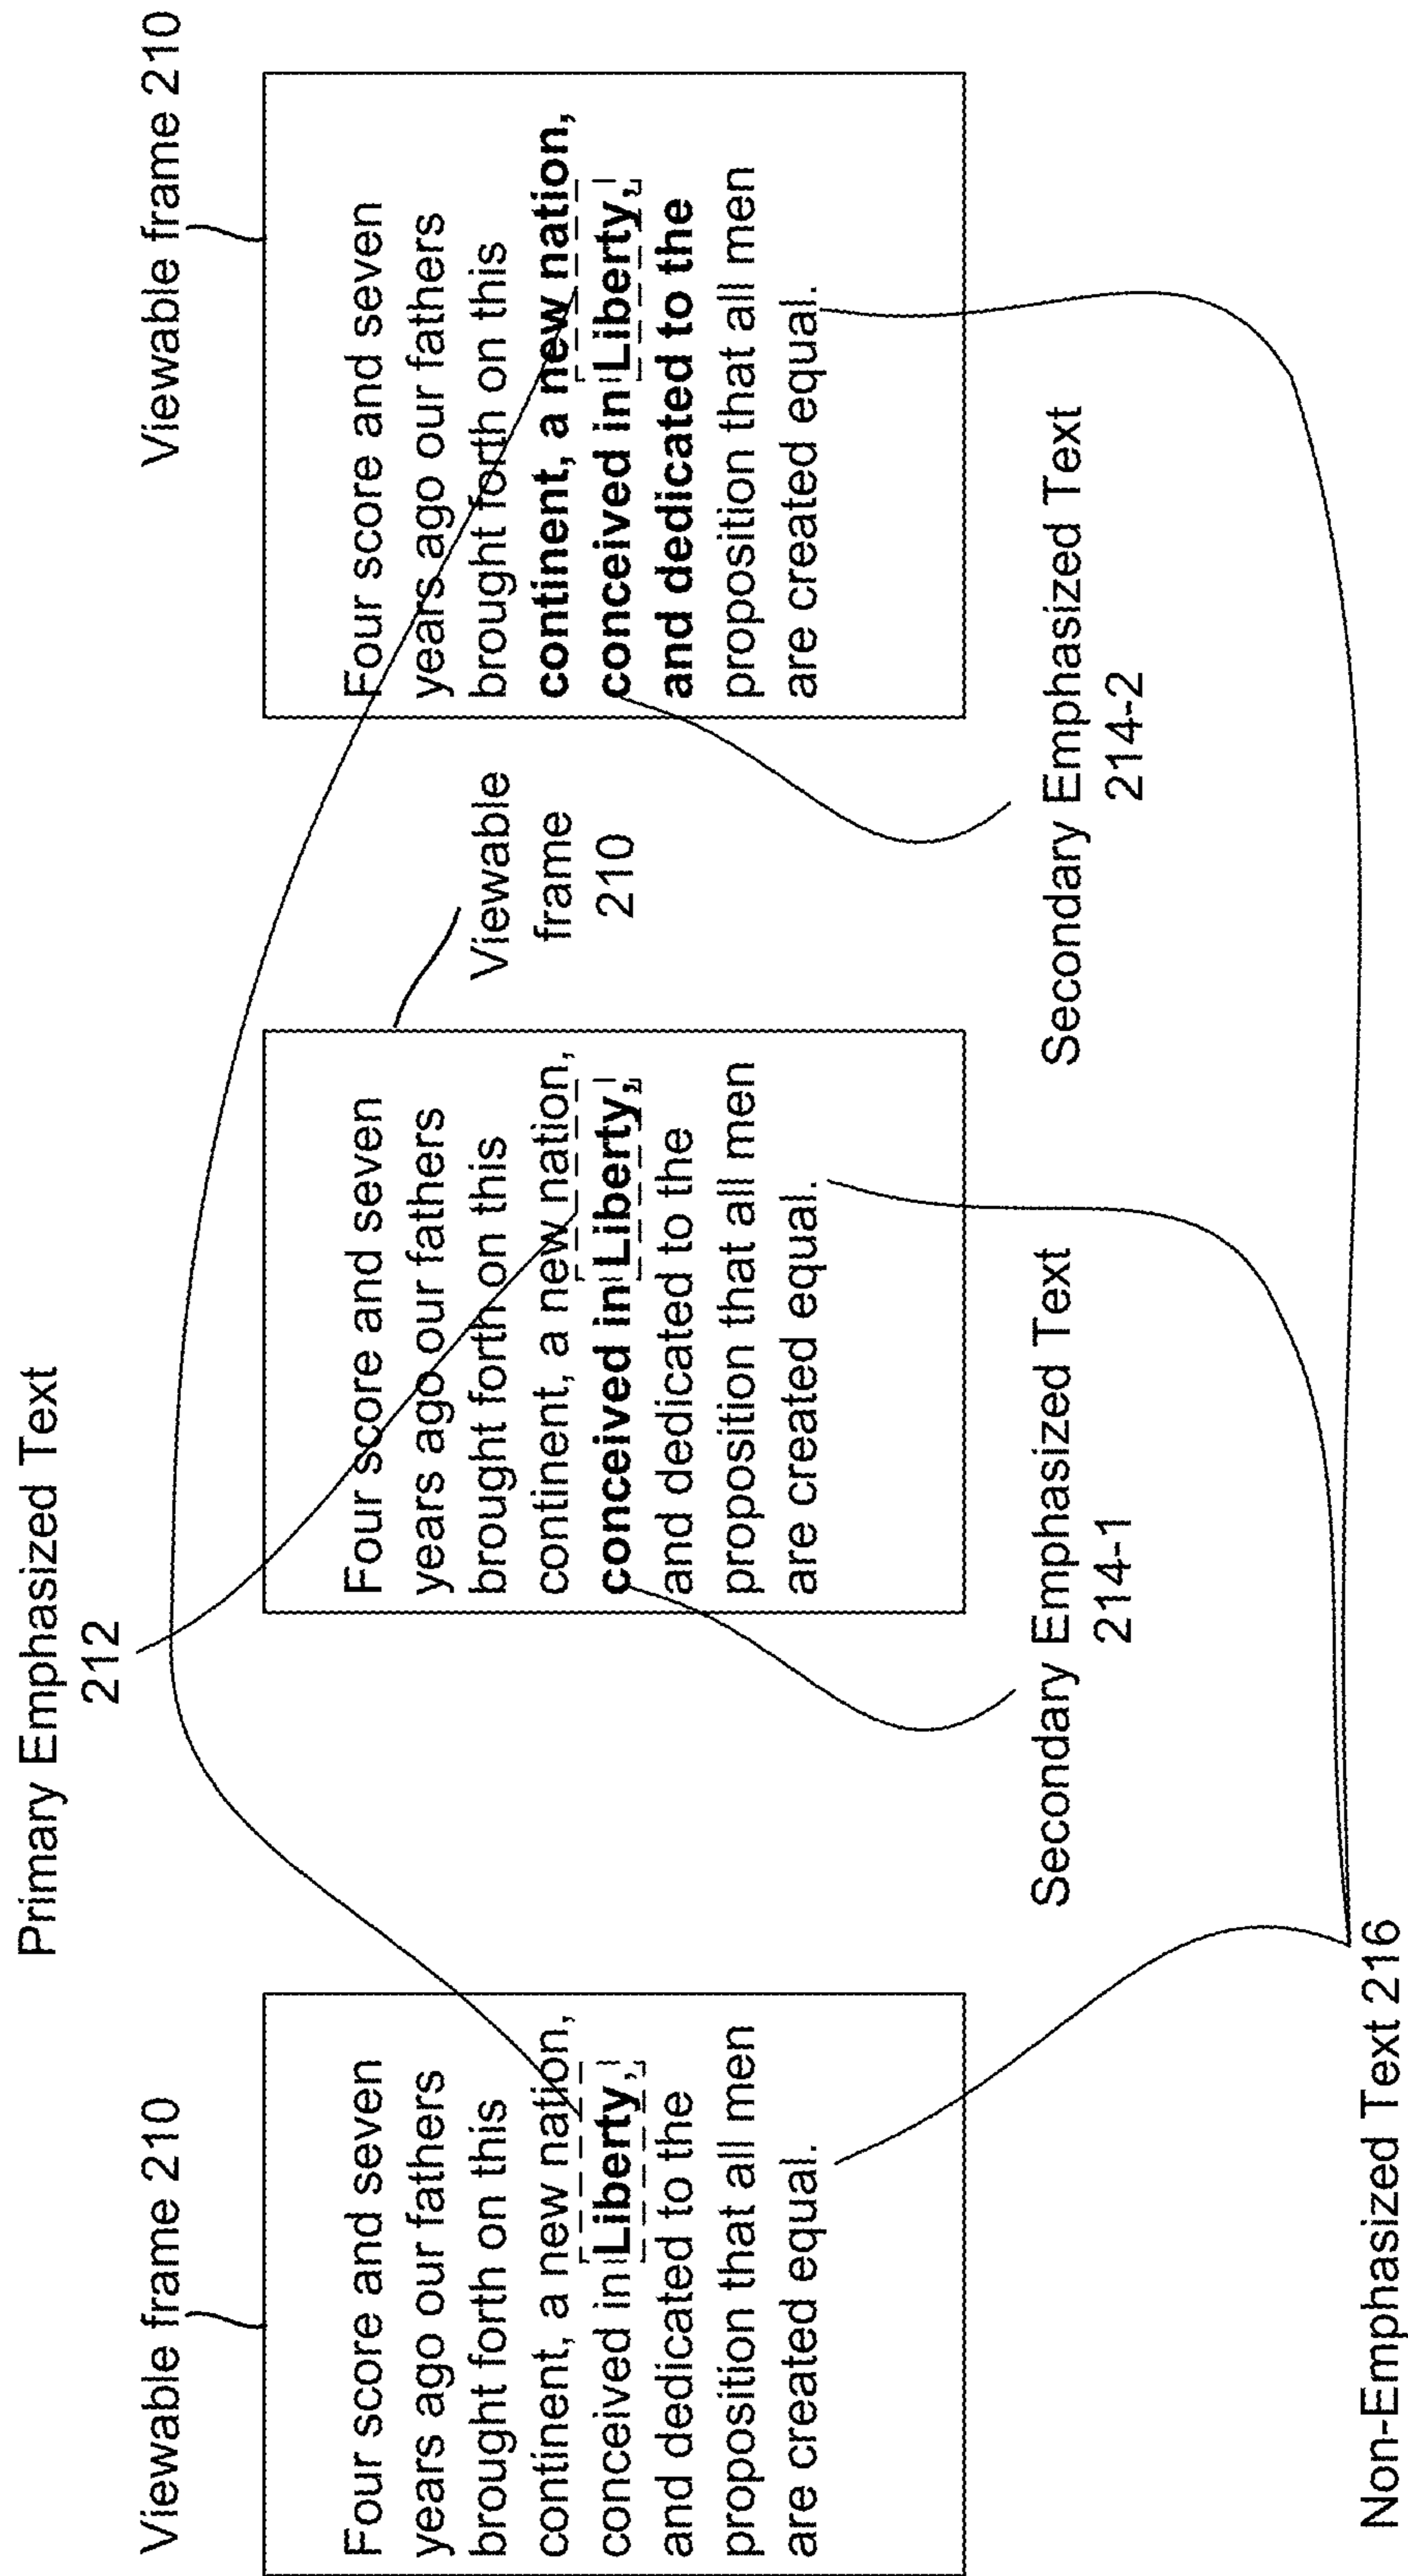 Primary Emphasized Text
212
Viewable frame 210
Four score and seven
years ago our fathers
brought forth on this
continent, a new nation,
conceived in Liberty,
and dedicated to the
proposition that all men
are created equal.
Viewable
frame
210
Four score and seven
years ago our fathers
brought forth on this
continent, a new nation,
conceived in Liberty,
and dedicated to the
proposition that all men
are created equal.
Secondary Emphasized Text
214-1
Viewable frame 210
Four score and seven
years ago our fathers
brought forth on this
continent, a new nation,
conceived in Liberty,
and dedicated to the
proposition that all men
are created equal.
Secondary Emphasized Text
214-2
Non-Emphasized Text 216